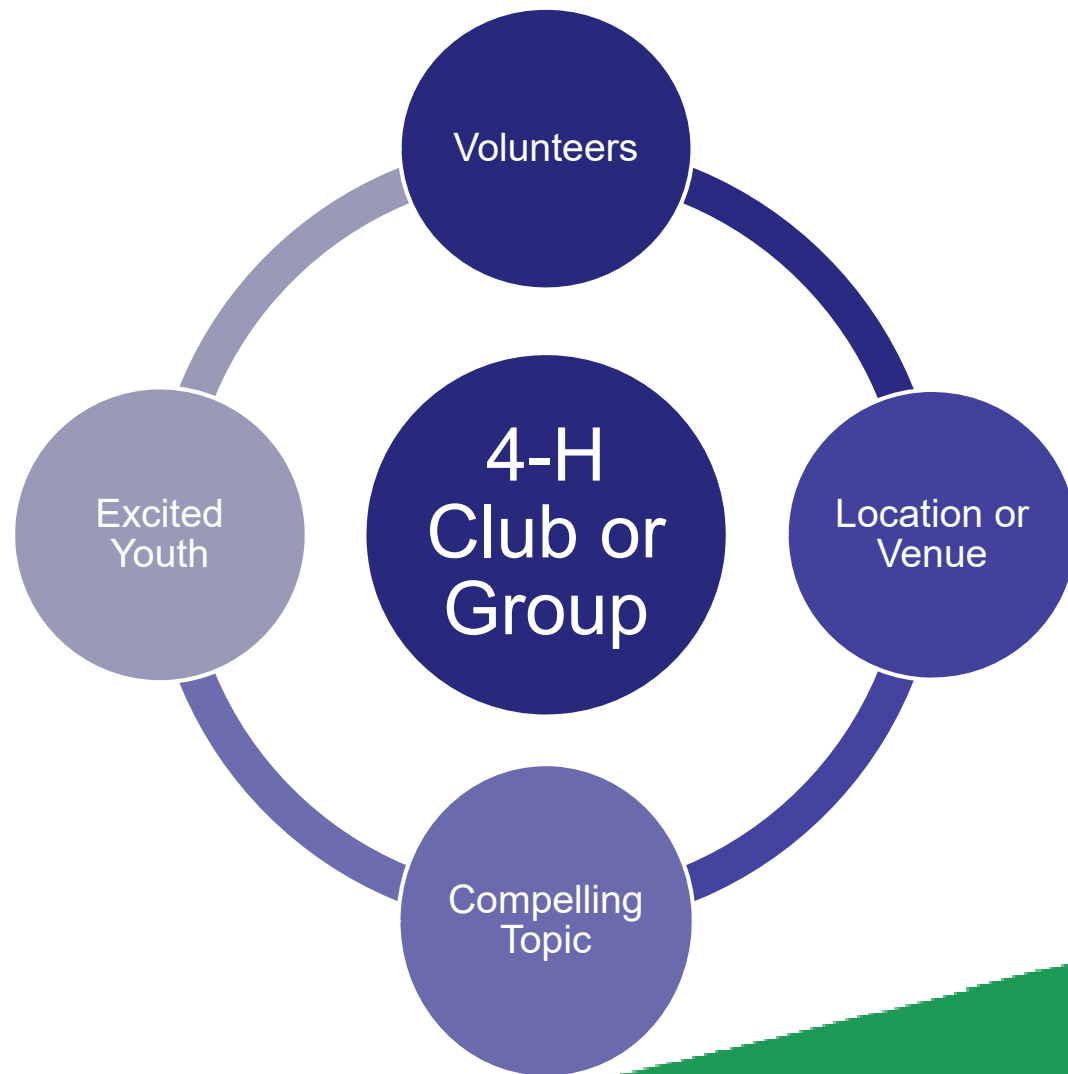 Volunteers
4-H
Club or
Group
Excited
Youth
Location or
Venue
Compelling
Topic